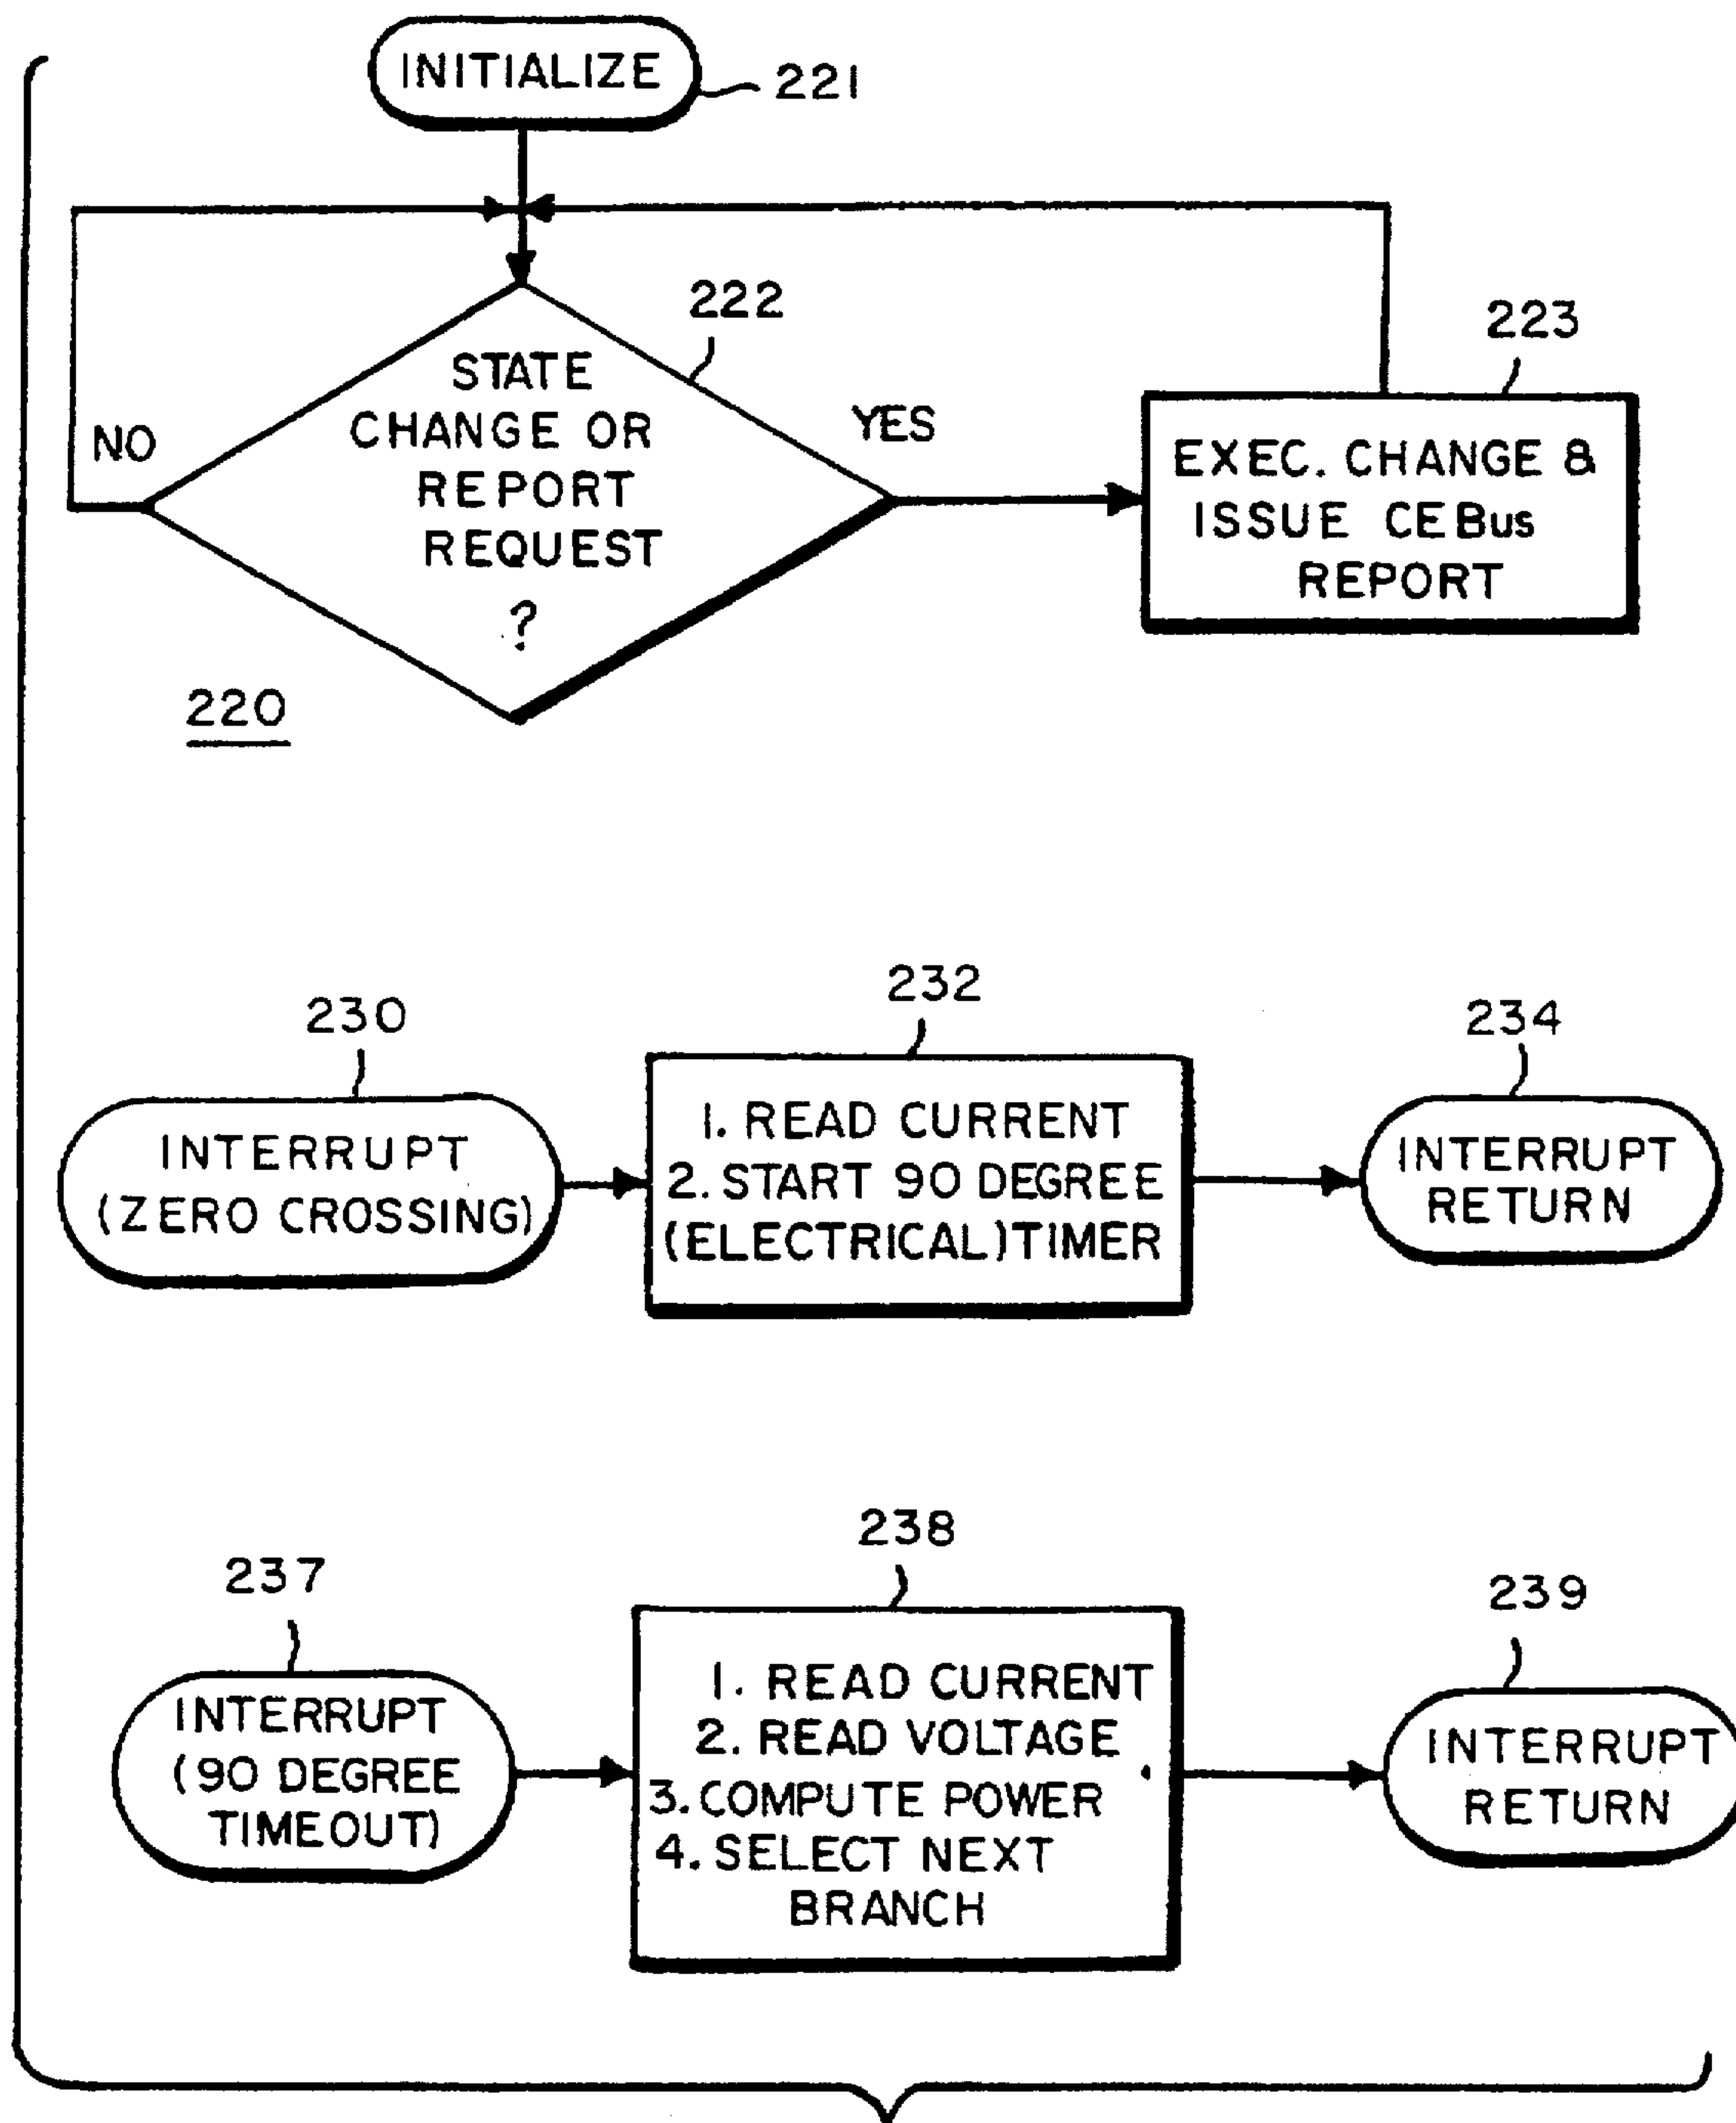 INITIALIZE
221
222
STATE
CHANGE OR
REPORT
REQUEST
?
NO
YES
223
EXEC. CHANGE &
ISSUE CEBus
REPORT
220
230
INTERRUPT
(ZERO CROSSING)
232
1. READ CURRENT
2. START 90 DEGREE
(ELECTRICAL) TIMER
234
INTERRUPT
RETURN
237
INTERRUPT
(90 DEGREE
TIMEOUT)
238
1. READ CURRENT
2. READ VOLTAGE
3. COMPUTE POWER
4. SELECT NEXT
BRANCH
239
INTERRUPT
RETURN